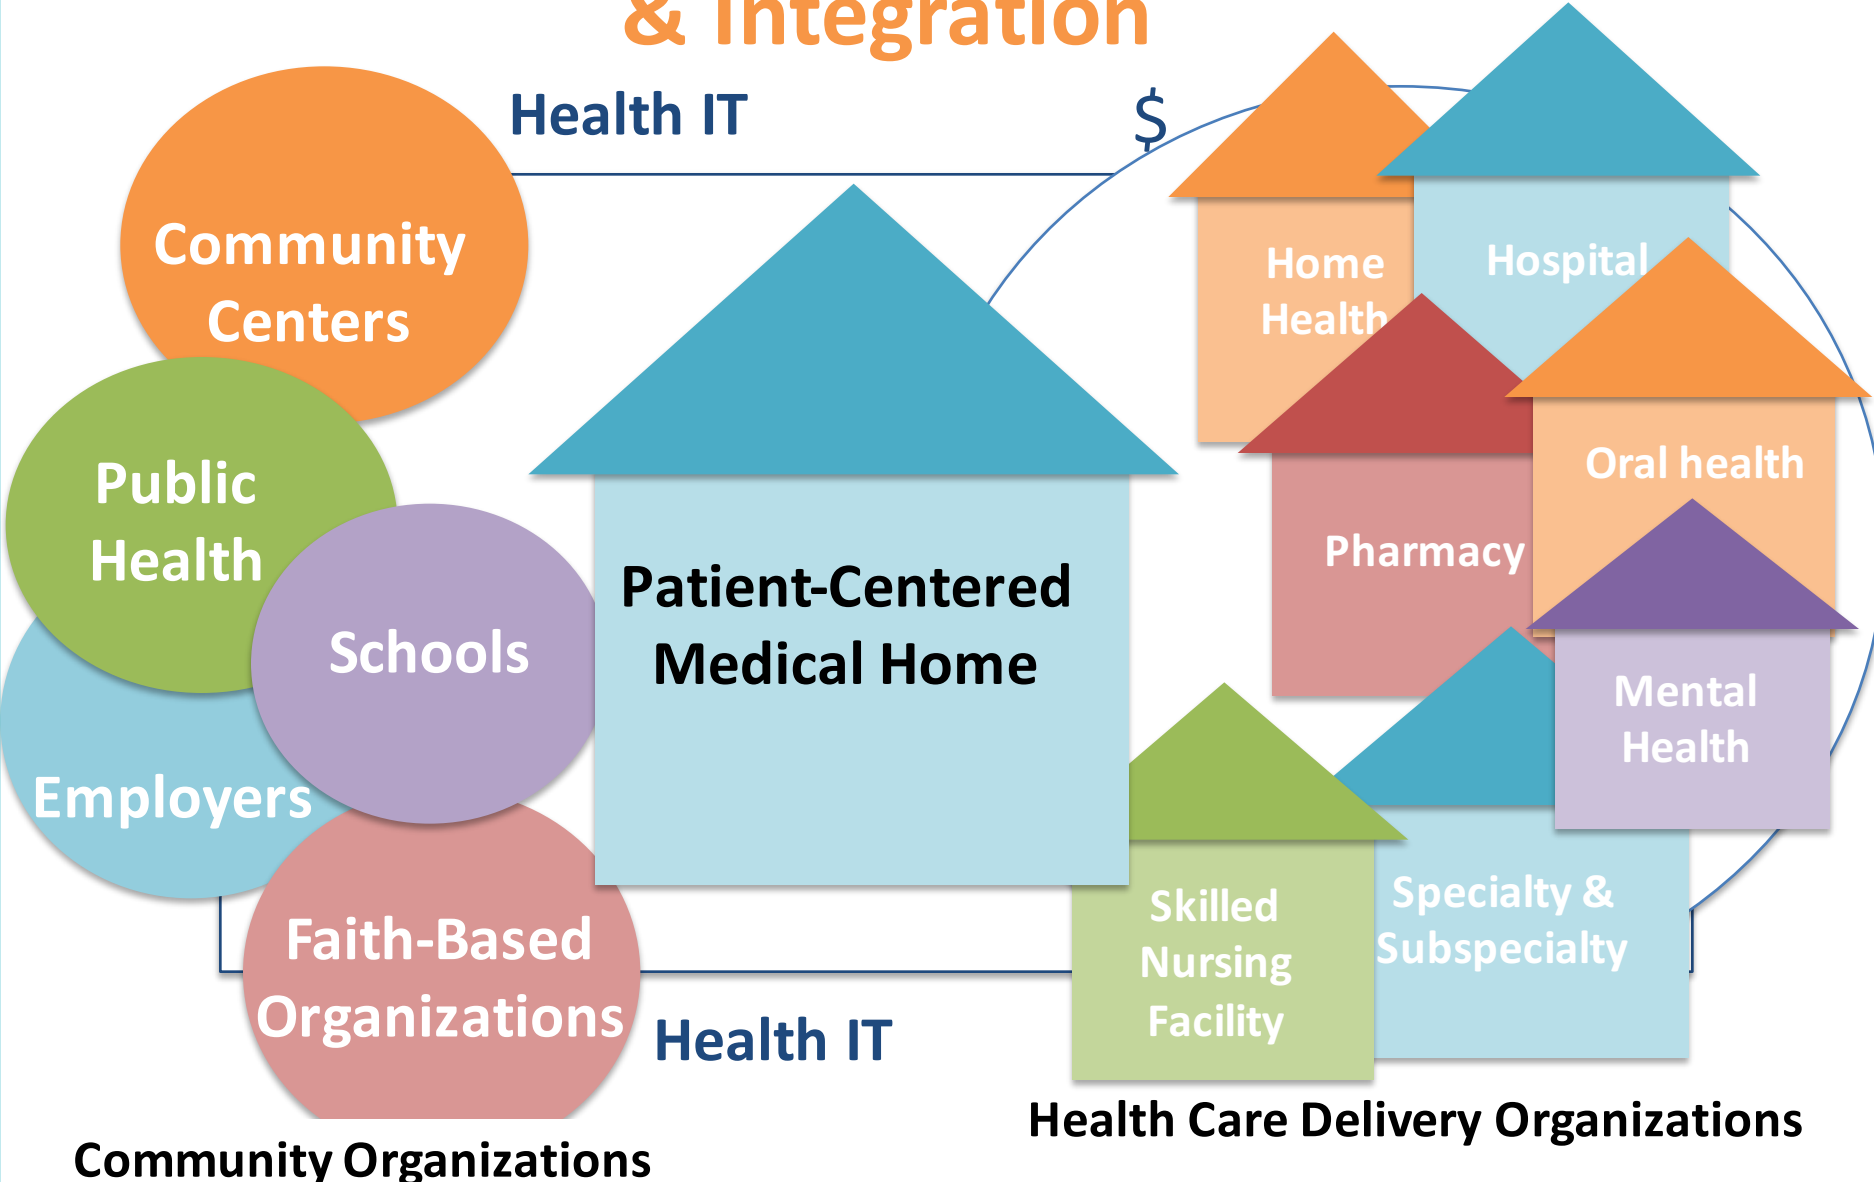 & Integration
Health IT
$
Community
Centers
Public
Health
Schools
Employers
Faith-Based
Organizations
Patient-Centered
Medical Home
Home
Health
Hospital
Oral health
Pharmacy
Mental
Health
Skilled
Nursing
Facility
Specialty &
Subspecialty
Health IT
Health Care Delivery Organizations
Community Organizations